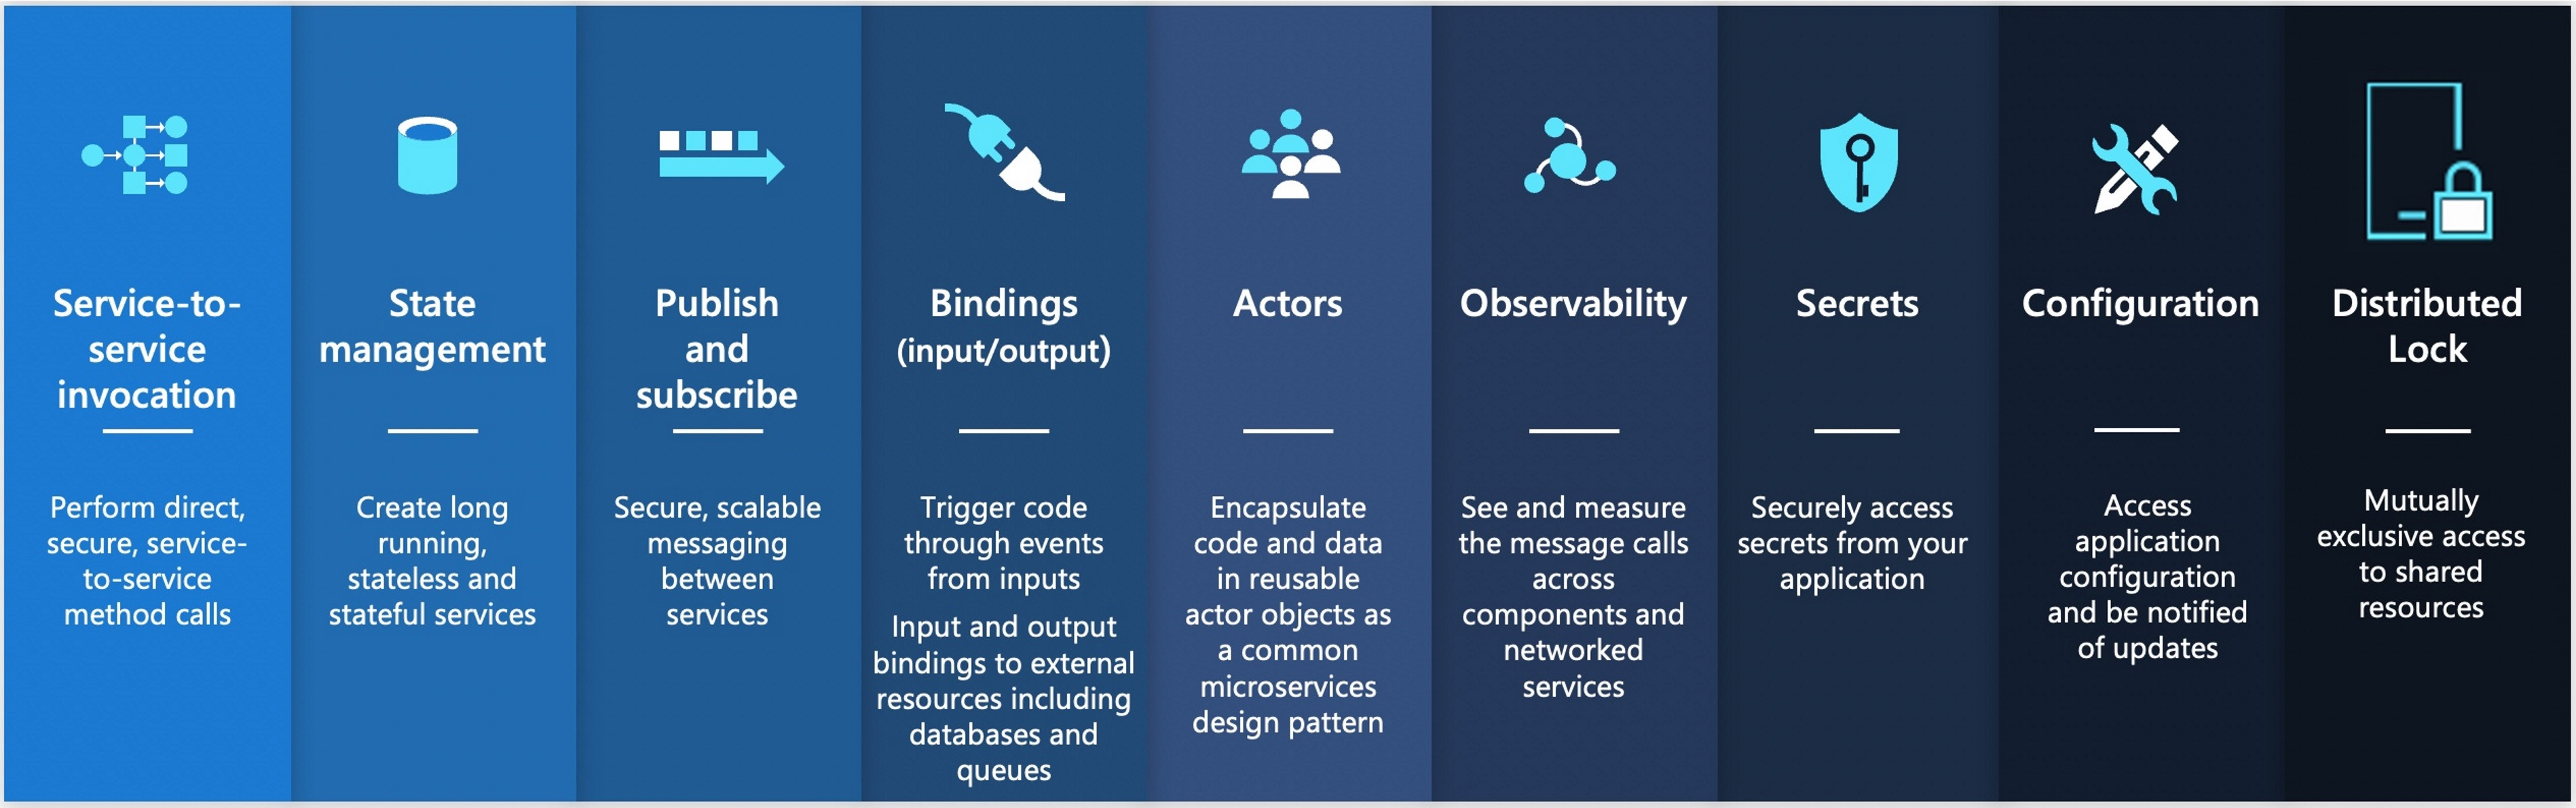 Service-to-
service
invocation
Perform direct,
secure, service-
to-service
method calls
State
management
Create long
running,
stateless and
stateful services
Publish
and
subscribe
Secure, scalable
messaging
between
services
Bindings
(input/output)
Trigger code
through events
from inputs
Input and output
bindings to external
resources including
databases and
queues
Actors
Encapsulate
code and data
in reusable
actor objects as
a common
microservices
design pattern
Observability
See and measure
the message calls
across
components and
networked
services
Secrets
Securely access
secrets from your
application
Configuration
Access
application
configuration
and be notified
of updates
Distributed
Lock
Mutually
exclusive access
to shared
resources